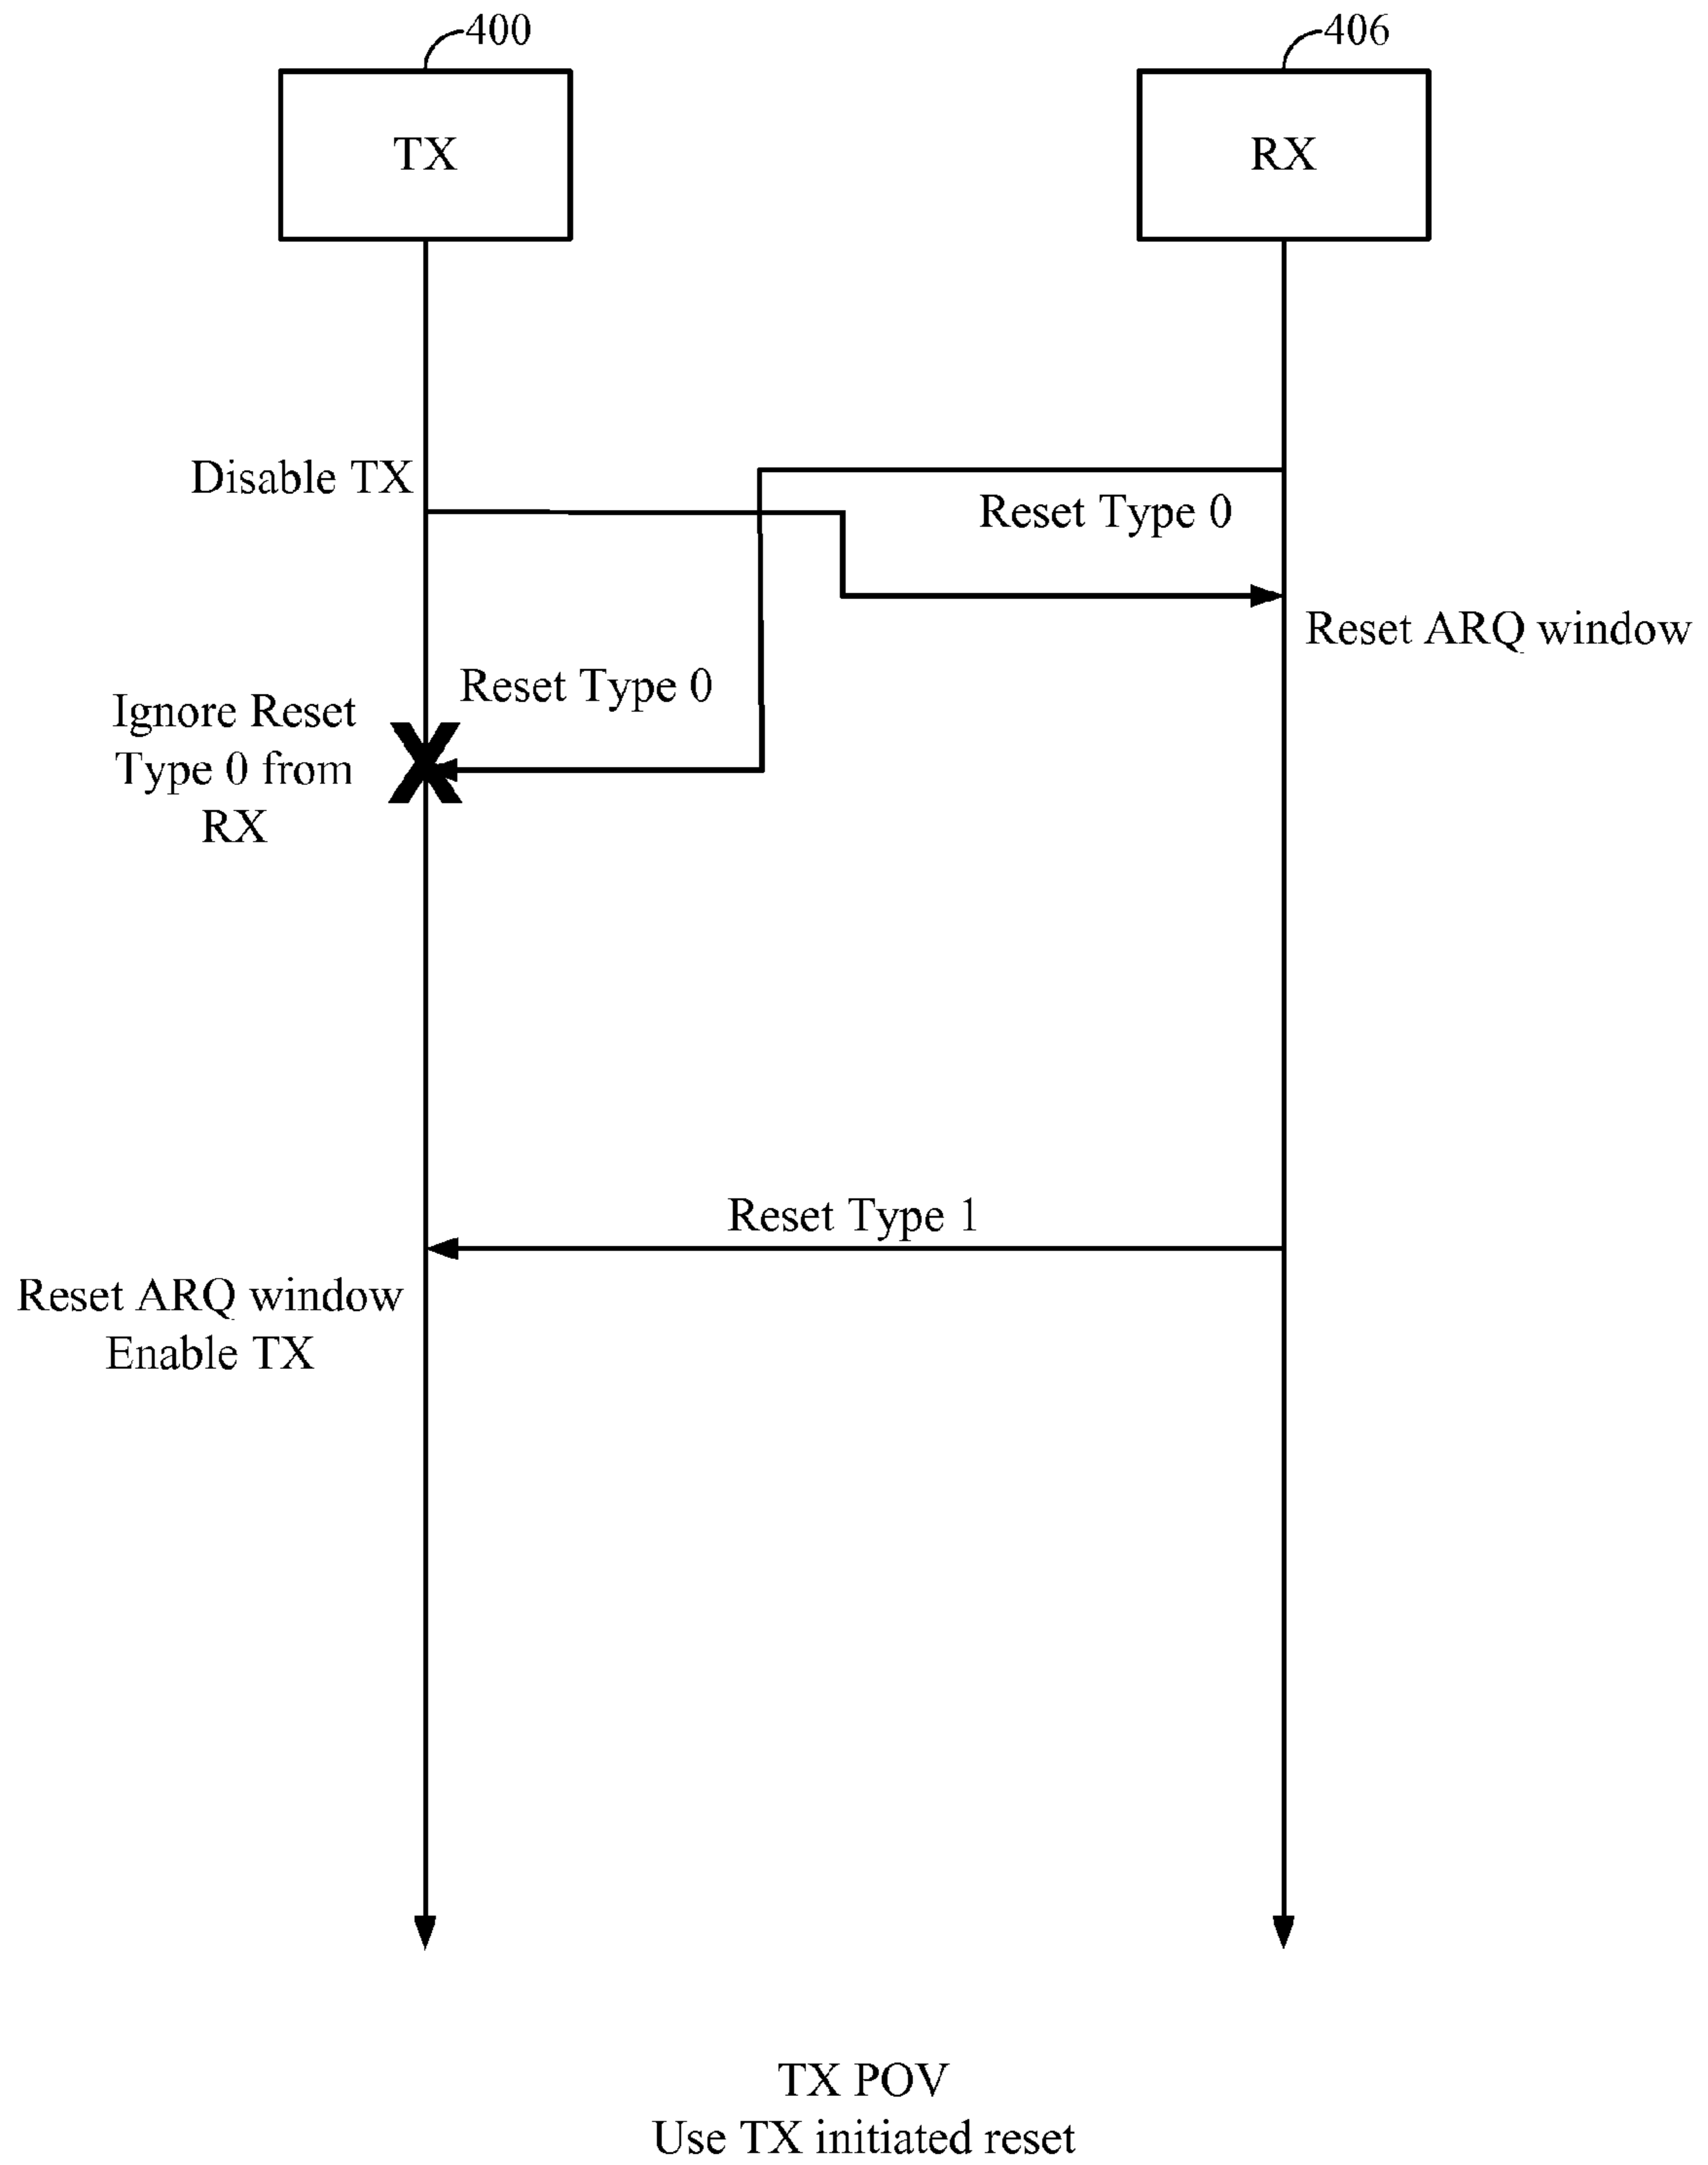 400
406
TX
RX
Disable TX
Reset Type 0
Reset ARQ window
Reset Type 0
Ignore Reset
Type 0 from
RX
Reset Type 1
Reset ARQ window
Enable TX
TX POV
Use TX initiated reset